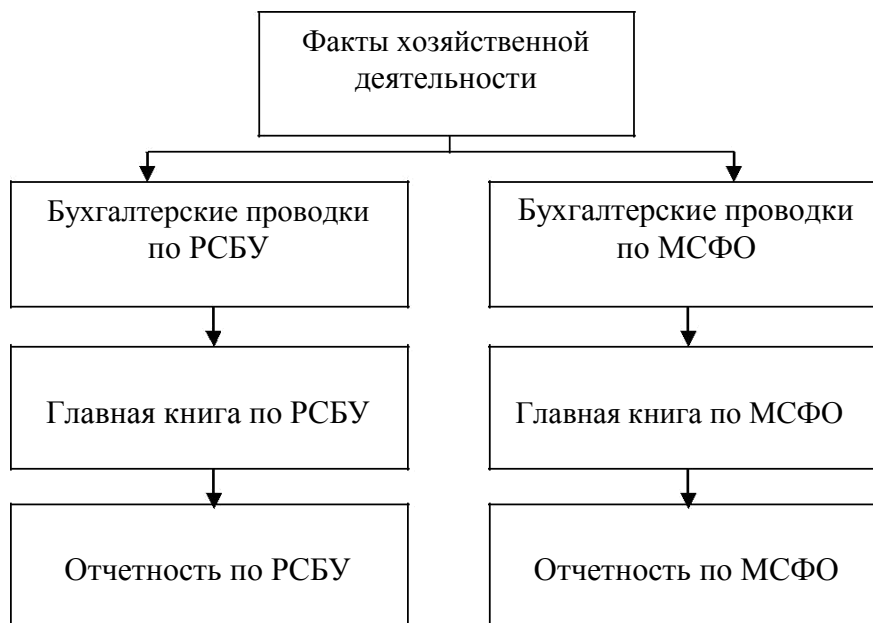 Факты хозяйственной
деятельности
Бухгалтерские проводки
по РСБУ
Бухгалтерские проводки
по МСФО
Главная книга по РСБУ
Главная книга по МСФО
Отчетность по РСБУ
Отчетность по МСФО